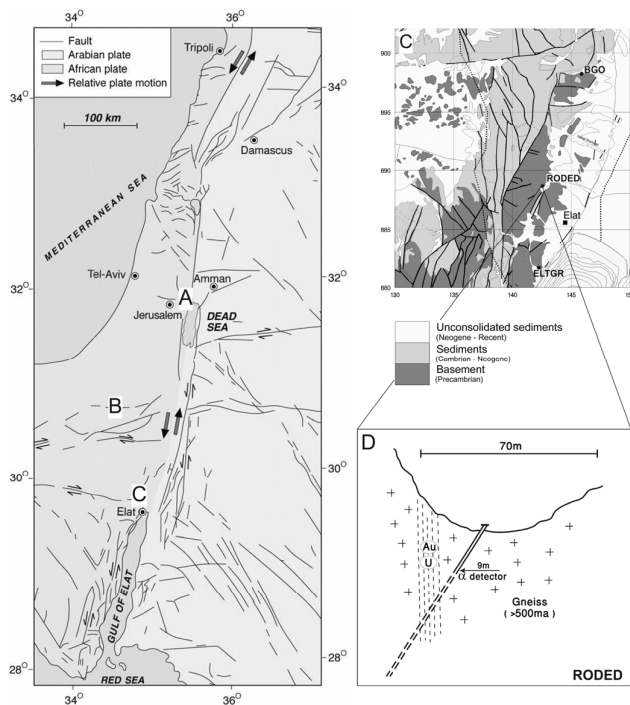 34°
36°
Fault
Arabian plate
African plate
Relative plate motion
100 km
Tripoli
34°
34°
Damascus
MEDITERRANEAN SEA
Tel-Aviv
Amman
A
32°
32°
Jerusalem
DEAD
SEA
B
30°
30°
C
Elat
GULF OF ELAT
28°
28°
RED SEA
34°
36°
C
900
895
890
885
880
130
135
140
145
150
BGO
RODED
Elat
ELTGR
Unconsolidated sediments
(Neogene - Recent)
Sediments
(Cambrian - Neogene)
Basement
(Precambrian)
D
70m
Au
U
9m
α detector
Gneiss
(>500ma)
RODED